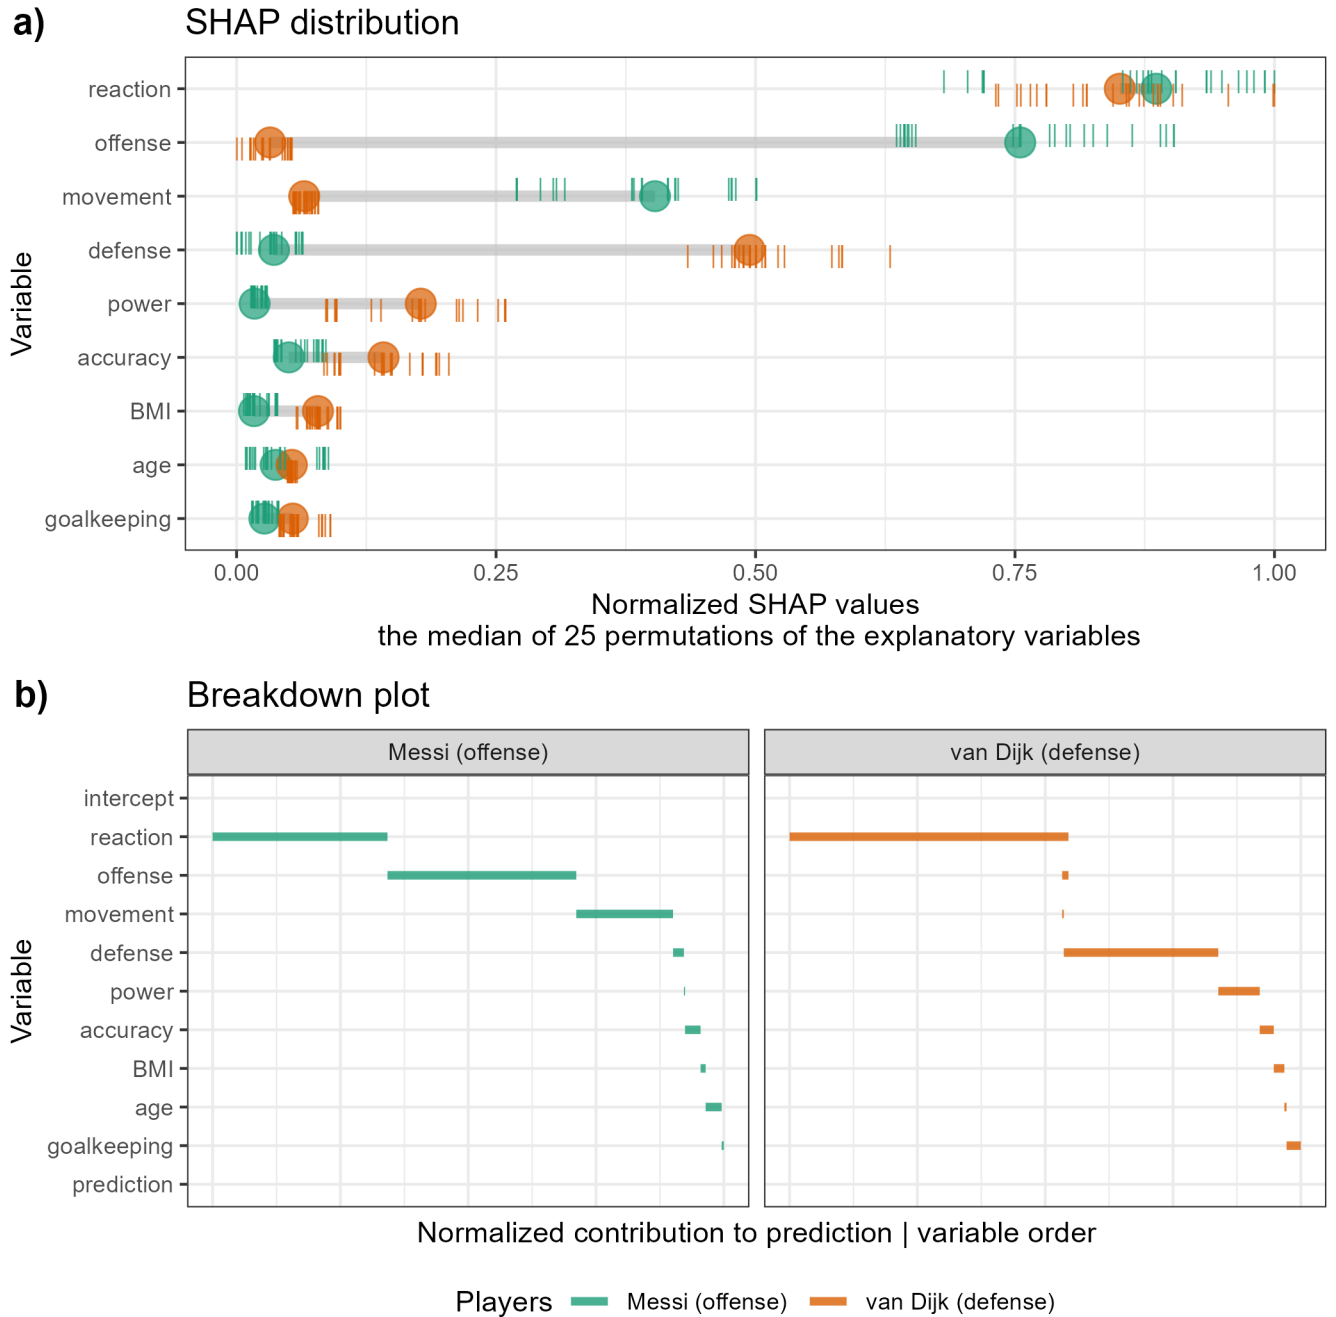 a) SHAP distribution
Variable
reaction
offense
movement
defense
power
accuracy
BMI
age
goalkeeping
0.00 0.25 0.50 0.75 1.00
Normalized SHAP values
the median of 25 permutations of the explanatory variables
b) Breakdown plot
Messi (offense) van Dijk (defense)
Variable
intercept
reaction
offense
movement
defense
power
accuracy
BMI
age
goalkeeping
prediction
Normalized contribution to prediction | variable order
Players Messi (offense) van Dijk (defense)